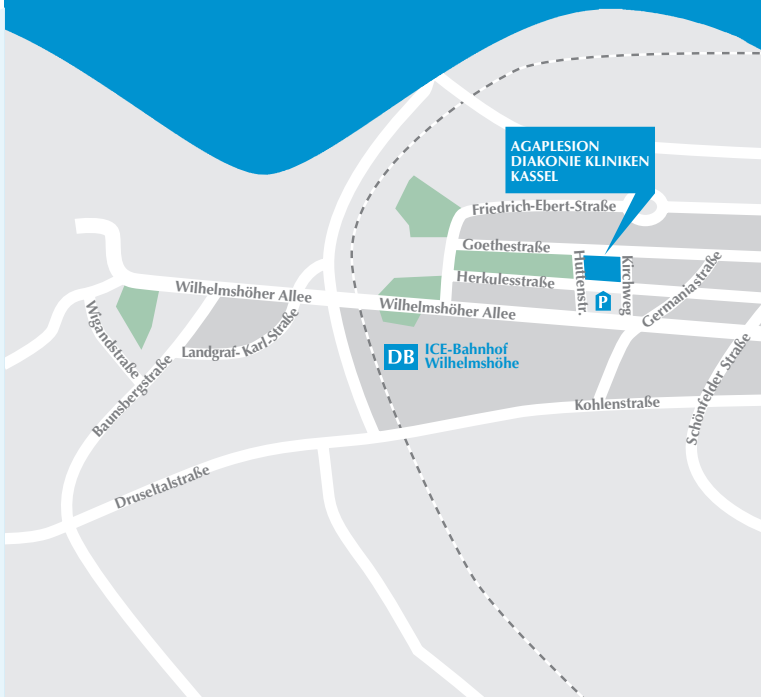 AGAPLESION
DIAKONIE KLINIKEN
KASSEL
Friedrich-Ebert-Straße
Goethestraße
Herkulesstraße
Huttenstr.
Kirchweg
Germaniastraße
P
Wilhelmshöher Allee
Wilhelmshöher Allee
Wigandstraße
Landgraf-Karl.Straße
Baunsbergstraße
DB
ICE-Bahnhof
Wilhelmshöhe
Schönfelder Straße
Kohlenstraße
Druseltalstraße